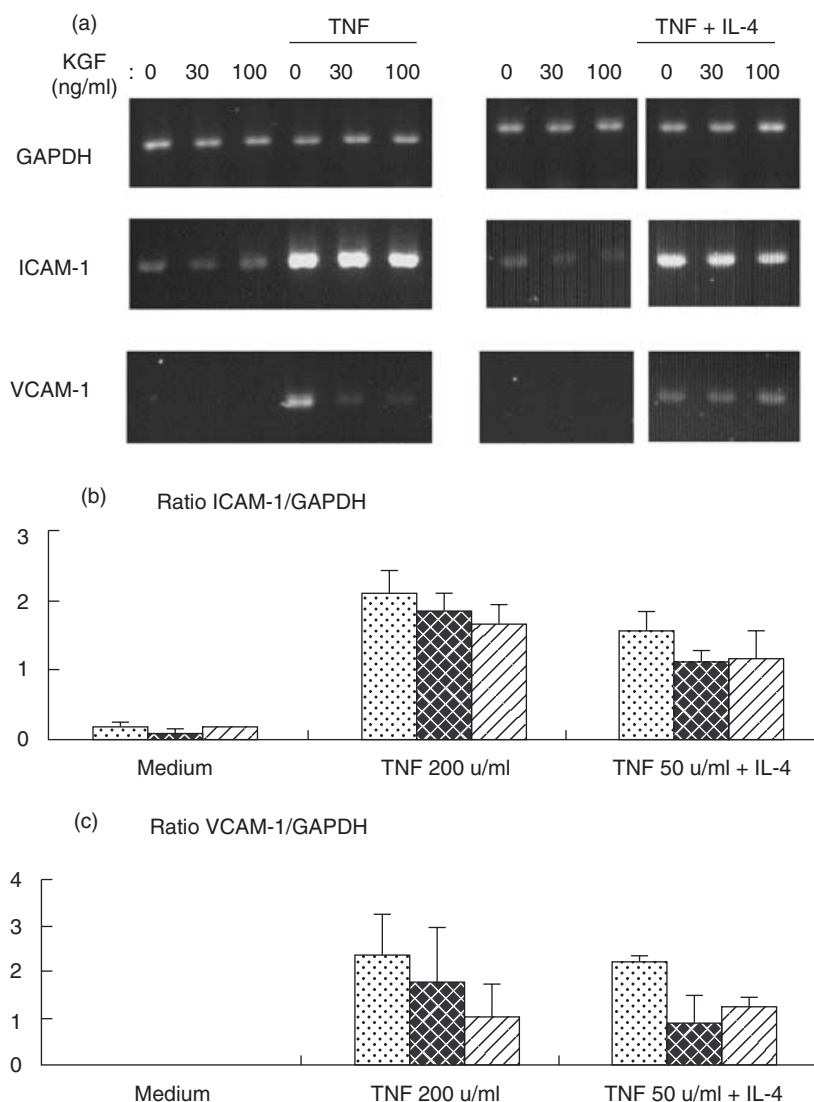 (a)
TNF
TNF + IL-4
KGF : 0 30 100 0 30 100 0 30 100 0 30 100
(ng/ml)
GAPDH
ICAM-1
VCAM-1
(b) Ratio ICAM-1/GAPDH
3
2
1
0
Medium TNF 200 u/ml TNF 50 u/ml + IL-4
(c) Ratio VCAM-1/GAPDH
4
3
2
1
0
Medium TNF 200 u/ml TNF 50 u/ml + IL-4